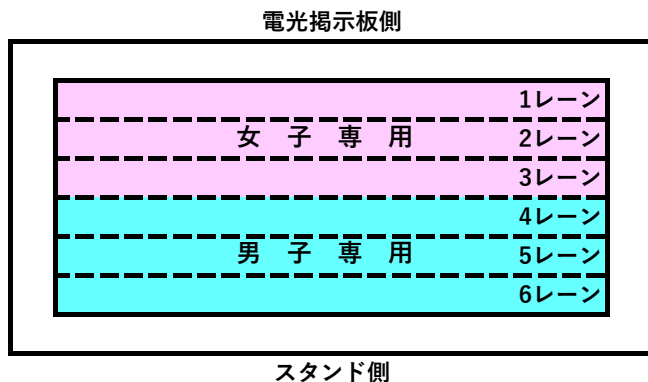 電光掲示板側
1レーン
女子専用 2レーン
3レーン
4レーン
男子専用 5レーン
6レーン
スタンド側